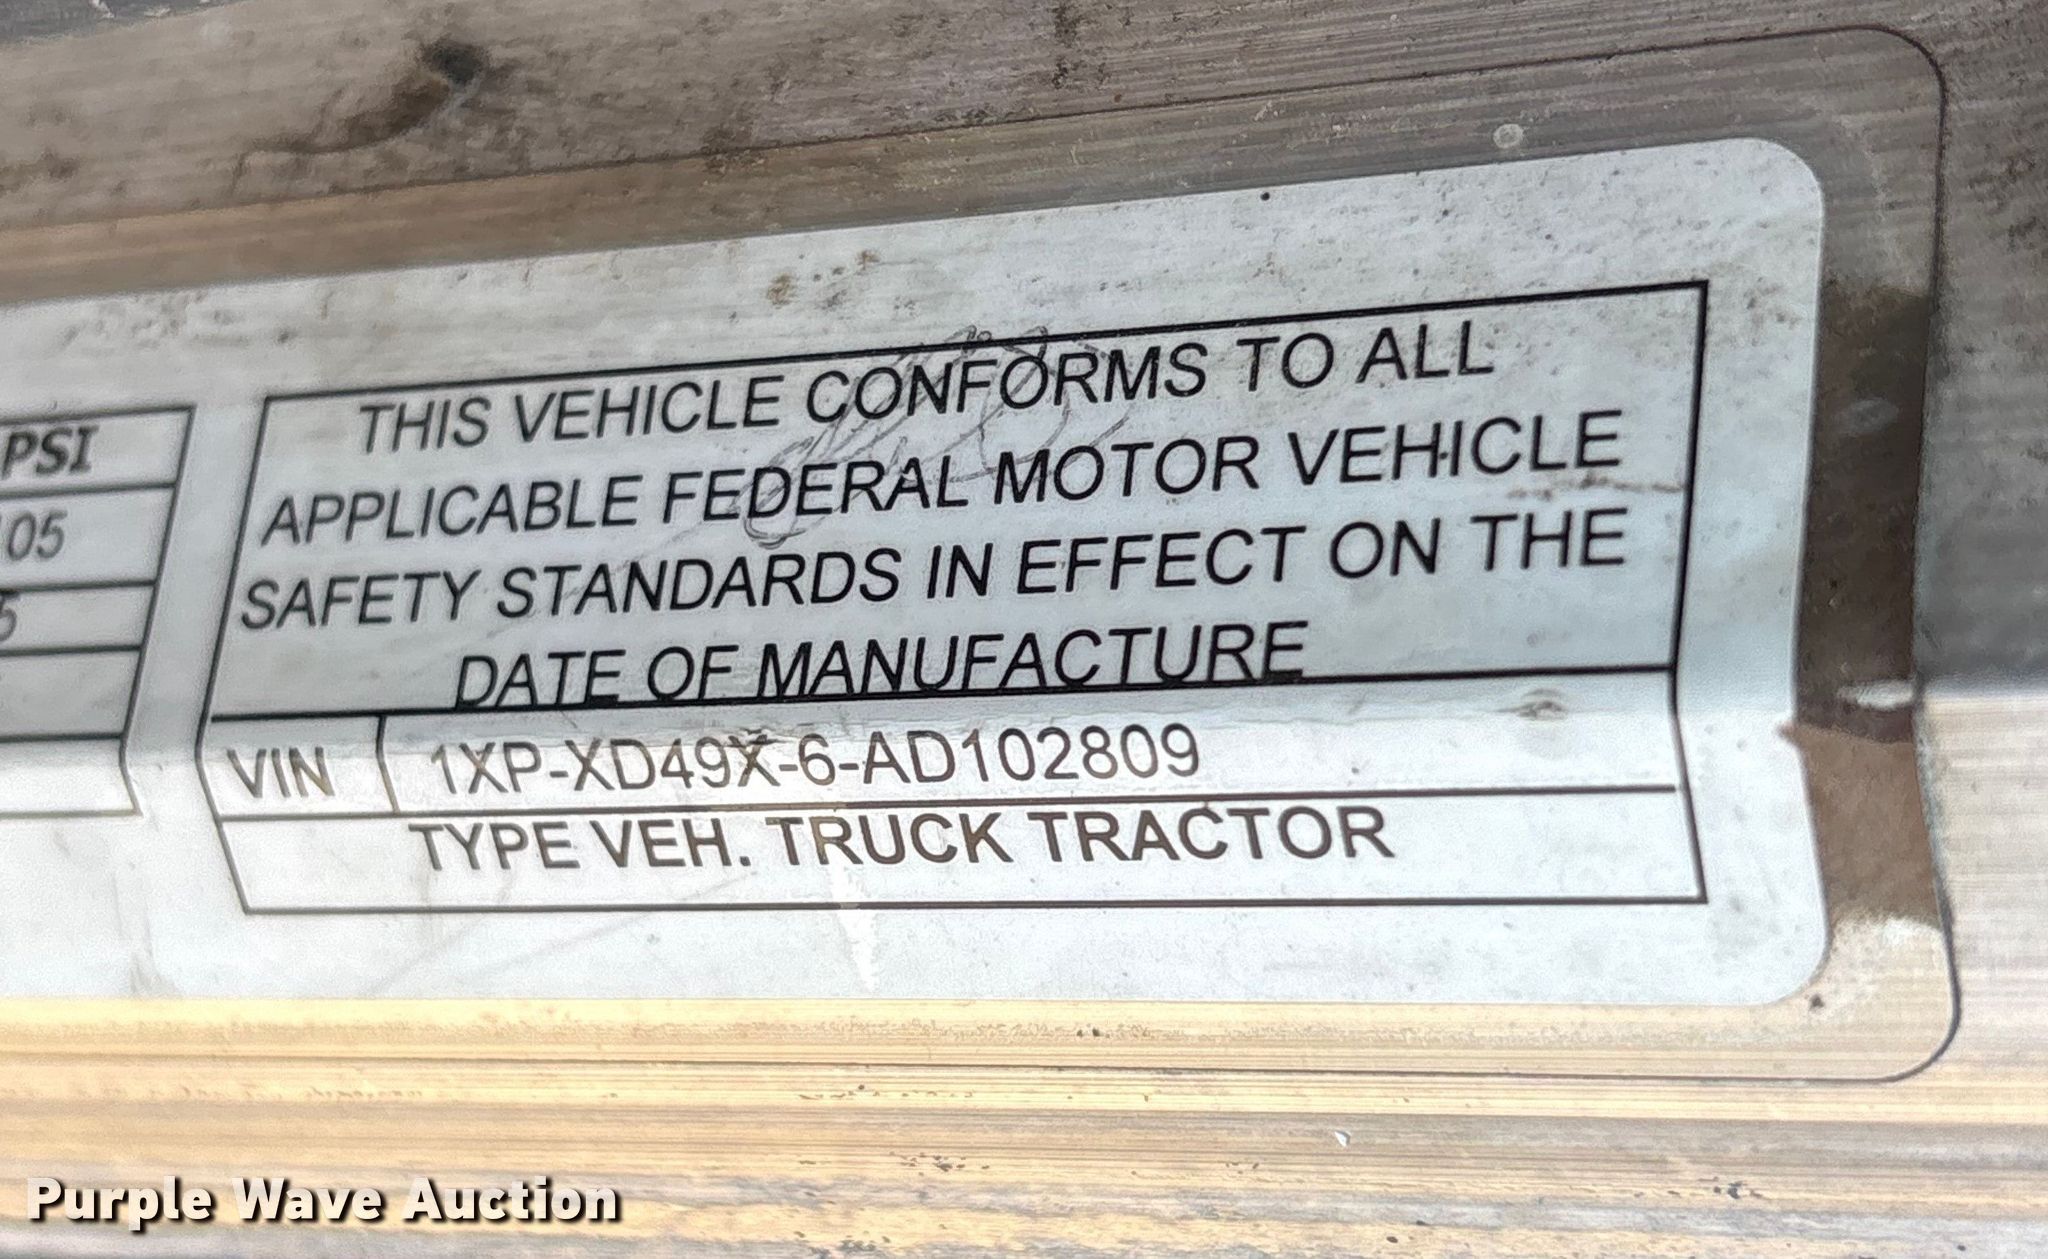 PSI
105
5
THIS VEHICLE CONFORMS TO ALL
APPLICABLE FEDERAL MOTOR VEHICLE
SAFETY STANDARDS IN EFFECT ON THE
DATE OF MANUFACTURE
VIN 1XP-XD49X-6-AD102809
TYPE VEH. TRUCK TRACTOR
Purple Wave Auction